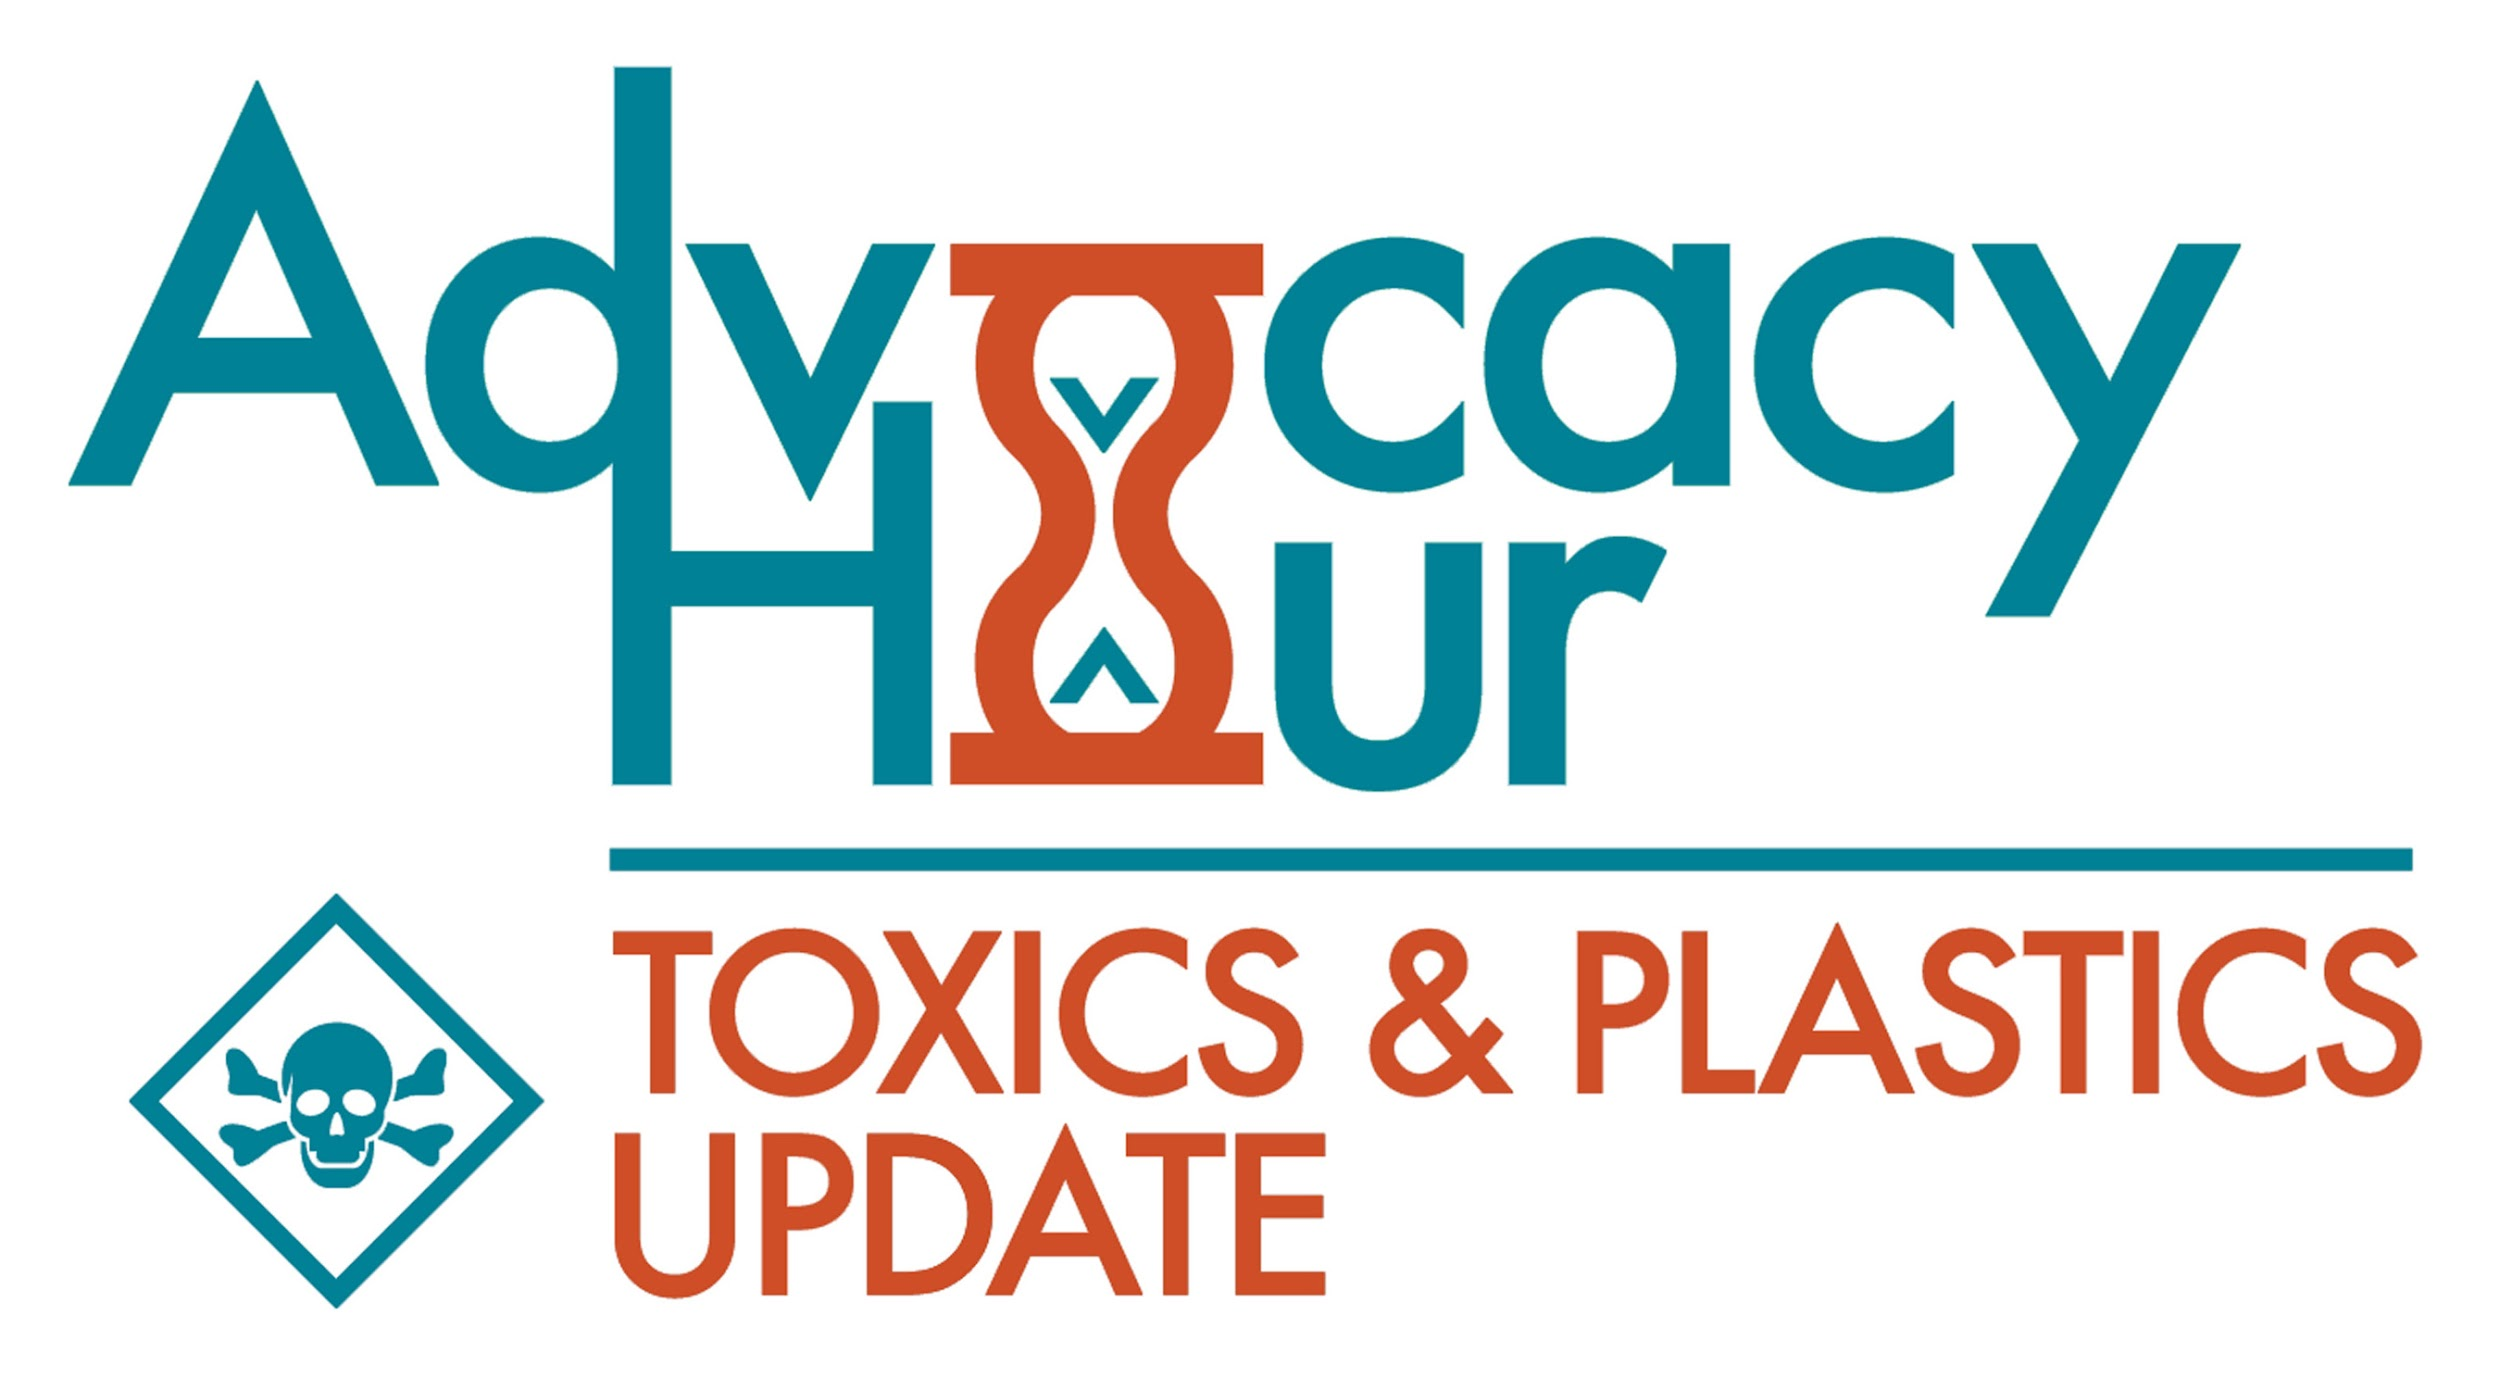 Advocacy
Hour
TOXICS & PLASTICS
UPDATE